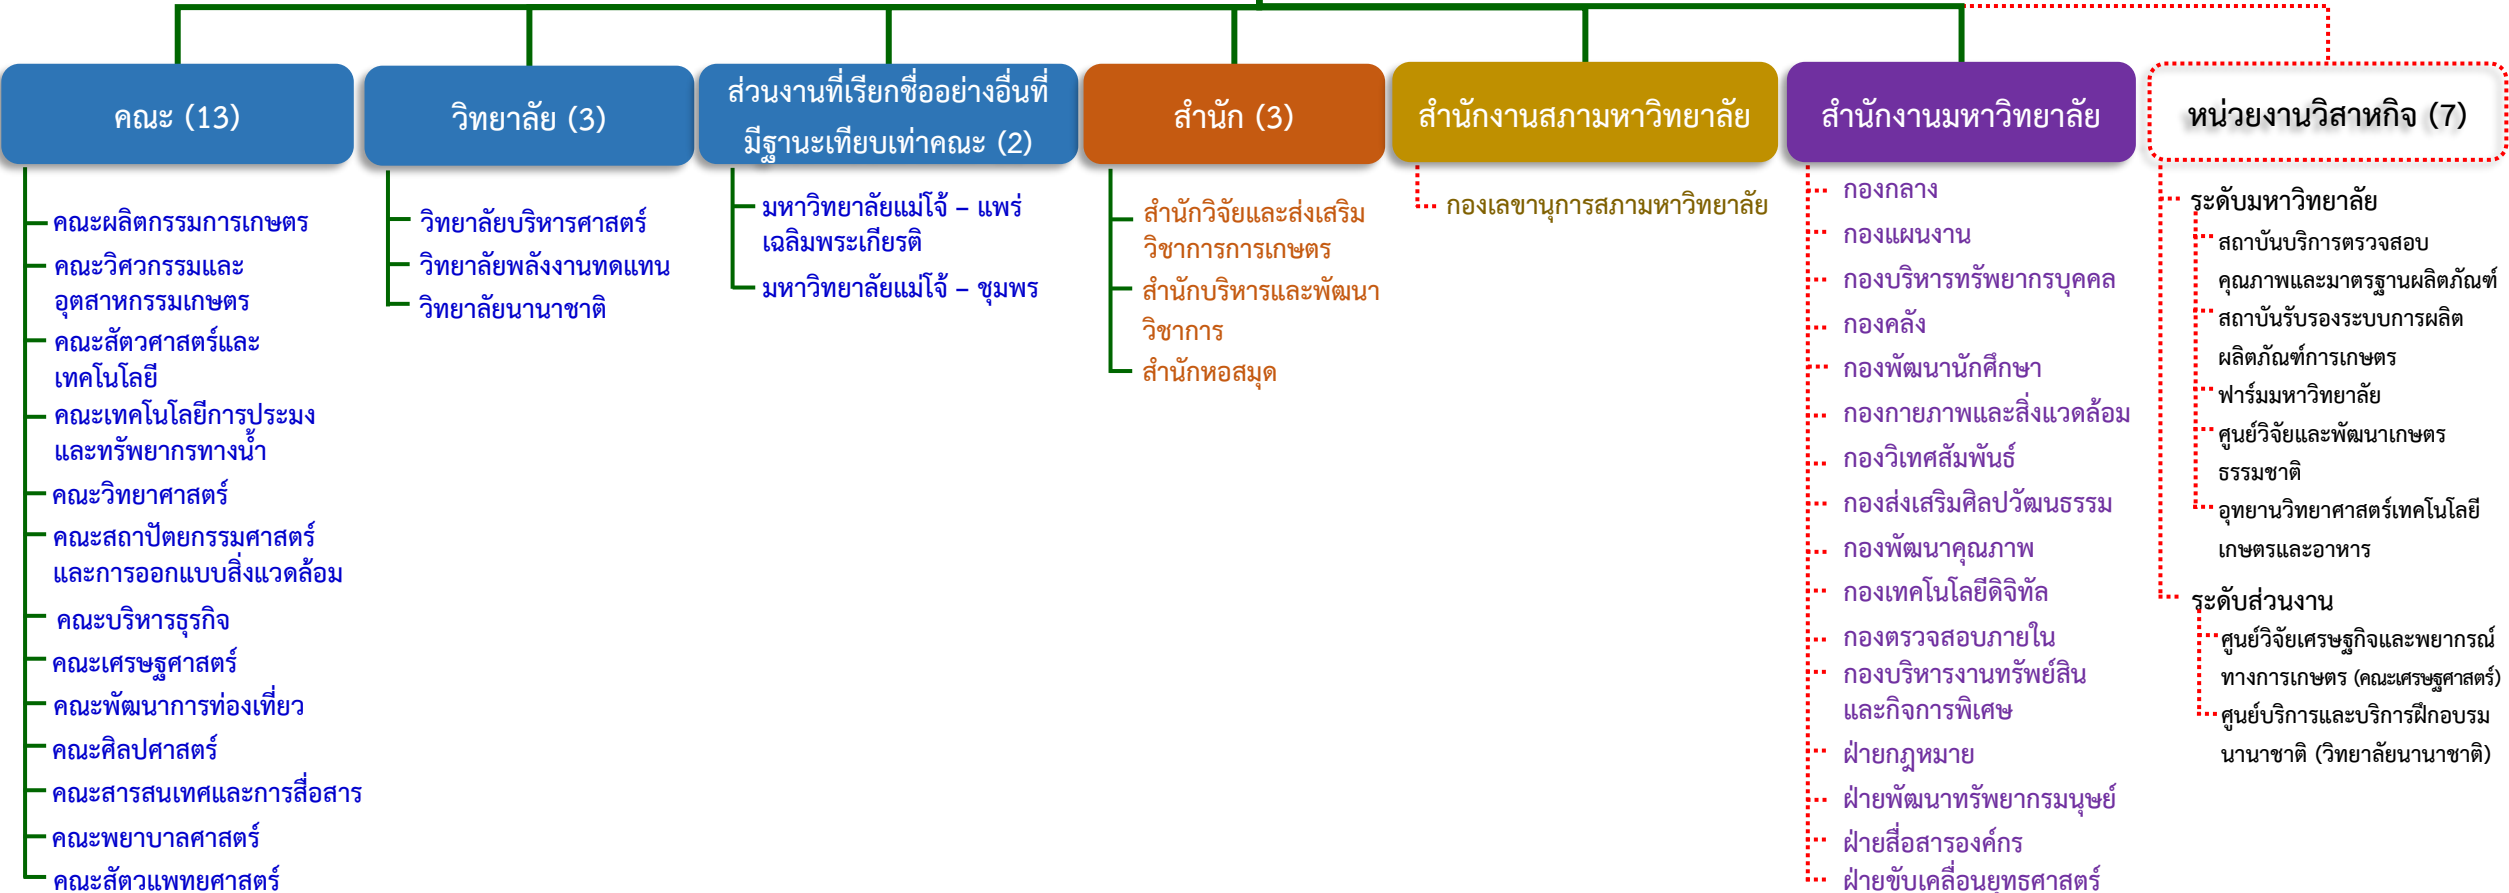 คณะ (13)
คณะผลิตกรรมการเกษตร
คณะวิศวกรรมและ
อุตสาหกรรมเกษตร
คณะสัตวศาสตร์และ
เทคโนโลยี
คณะเทคโนโลยีการประมง
และทรัพยากรทางน้ำ
คณะวิทยาศาสตร์
คณะสถาปัตยกรรมศาสตร์
และการออกแบบสิ่งแวดล้อม
คณะบริหารธุรกิจ
คณะเศรษฐศาสตร์
คณะพัฒนาการท่องเที่ยว
คณะศิลปศาสตร์
คณะสารสนเทศและการสื่อสาร
คณะพยาบาลศาสตร์
คณะสัตวแพทยศาสตร์
วิทยาลัย (3)
วิทยาลัยบริหารศาสตร์
วิทยาลัยพลังงานทดแทน
วิทยาลัยนานาชาติ
ส่วนงานที่เรียกชื่ออย่างอื่นที่
มีฐานะเทียบเท่าคณะ (2)
มหาวิทยาลัยแม่โจ้ – แพร่
เฉลิมพระเกียรติ
มหาวิทยาลัยแม่โจ้ – ชุมพร
สำนัก (3)
สำนักวิจัยและส่งเสริม
วิชาการการเกษตร
สำนักบริหารและพัฒนา
วิชาการ
สำนักหอสมุด
สำนักงานสภามหาวิทยาลัย
กองเลขานุการสภามหาวิทยาลัย
สำนักงานมหาวิทยาลัย
กองกลาง
กองแผนงาน
กองบริหารทรัพยากรบุคคล
กองคลัง
กองพัฒนานักศึกษา
กองกายภาพและสิ่งแวดล้อม
กองวิเทศสัมพันธ์
กองส่งเสริมศิลปวัฒนธรรม
กองพัฒนาคุณภาพ
กองเทคโนโลยีดิจิทัล
กองตรวจสอบภายใน
กองบริหารงานทรัพย์สิน
และกิจการพิเศษ
ฝ่ายกฎหมาย
ฝ่ายพัฒนาทรัพยากรมนุษย์
ฝ่ายสื่อสารองค์กร
ฝ่ายขับเคลื่อนยุทธศาสตร์
หน่วยงานวิสาหกิจ (7)
ระดับมหาวิทยาลัย
สถาบันบริการตรวจสอบ
คุณภาพและมาตรฐานผลิตภัณฑ์
สถาบันรับรองระบบการผลิต
ผลิตภัณฑ์การเกษตร
ฟาร์มมหาวิทยาลัย
ศูนย์วิจัยและพัฒนาเกษตร
ธรรมชาติ
อุทยานวิทยาศาสตร์เทคโนโลยี
เกษตรและอาหาร
ระดับส่วนงาน
ศูนย์วิจัยเศรษฐกิจและพยากรณ์
ทางการเกษตร (คณะเศรษฐศาสตร์)
ศูนย์บริการและบริการฝึกอบรม
นานาชาติ (วิทยาลัยนานาชาติ)